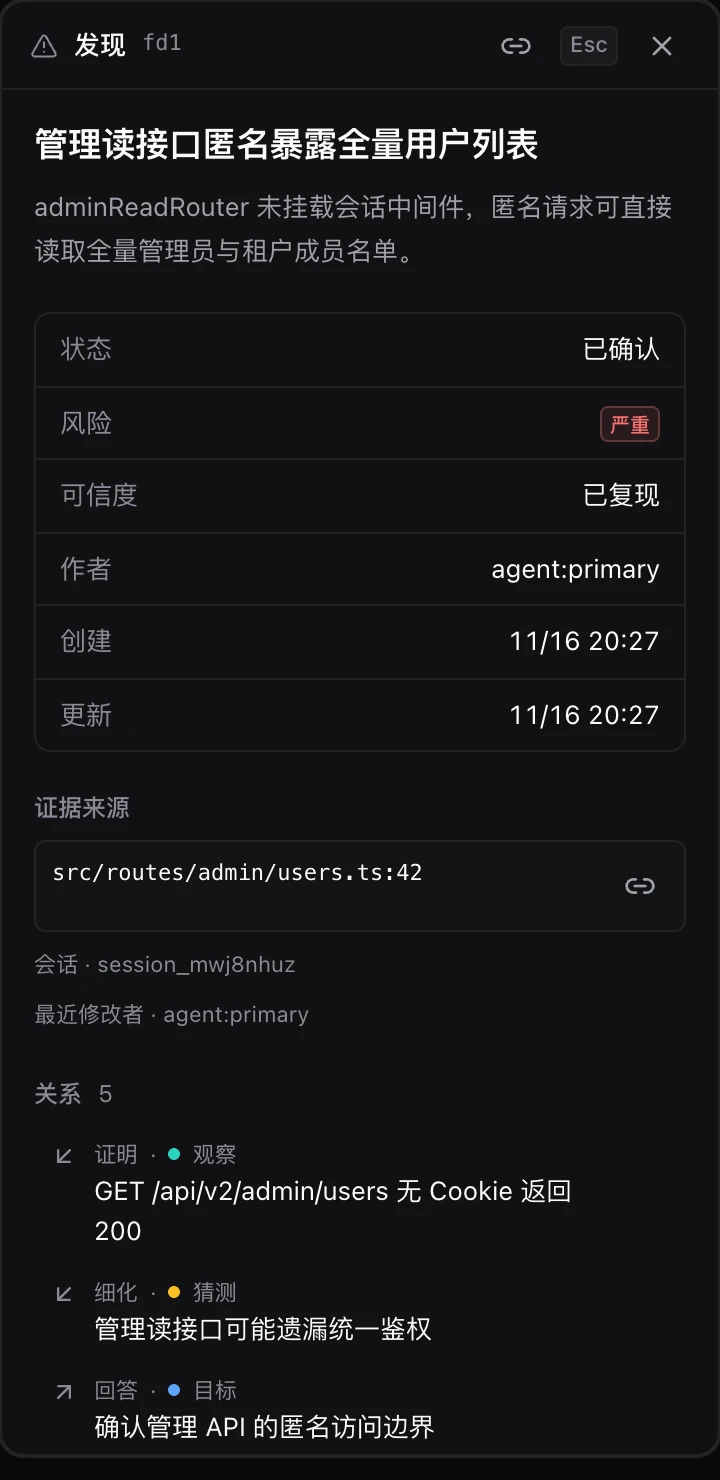 发现 fd1 Esc
管理读接口匿名暴露全量用户列表
adminReadRouter 未挂载会话中间件，匿名请求可直接
读取全量管理员与租户成员名单。
状态 已确认
风险 严重
可信度 已复现
作者 agent:primary
创建 11/16 20:27
更新 11/16 20:27
证据来源
src/routes/admin/users.ts:42
会话 · session_mwj8nhuz
最近修改者 · agent:primary
关系 5
证明 · 观察
GET /api/v2/admin/users 无 Cookie 返回
200
细化 · 猜测
管理读接口可能遗漏统一鉴权
回答 · 目标
确认管理 API 的匿名访问边界